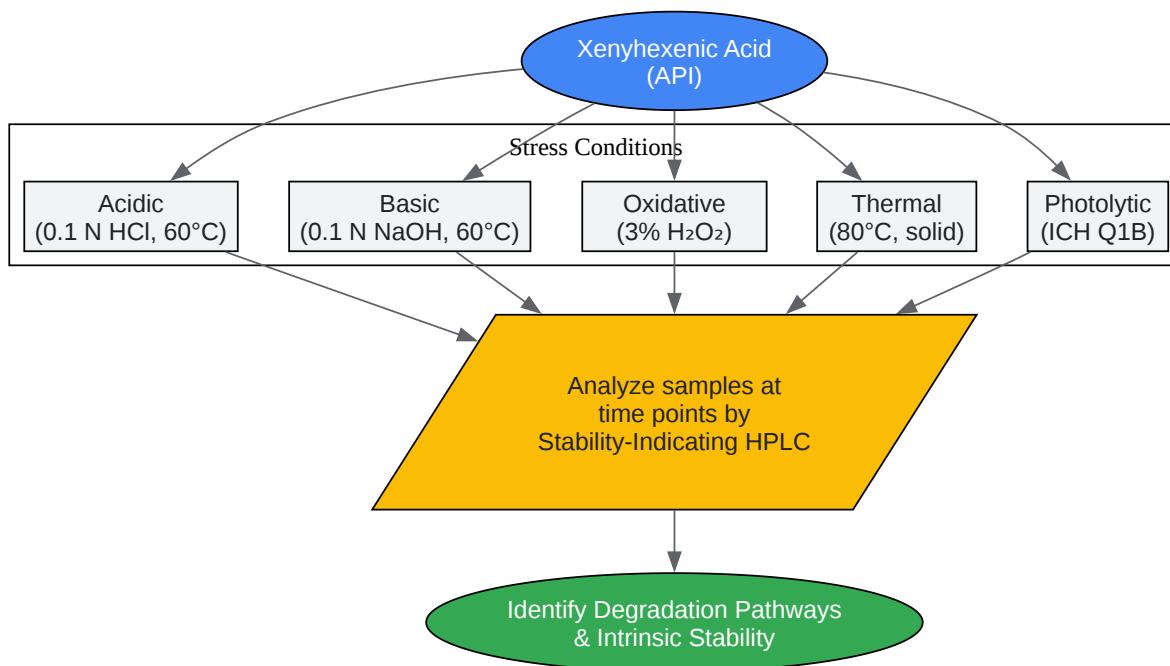 Xenyhexenic Acid
(API)
Stress Conditions
Acidic
(0.1 N HCl, 60°C)
Basic
(0.1 N NaOH, 60°C)
Oxidative
(3% H₂O₂)
Thermal
(80°C, solid)
Photolytic
(ICH Q1B)
Analyze samples at
time points by
Stability-Indicating HPLC
Identify Degradation Pathways
& Intrinsic Stability